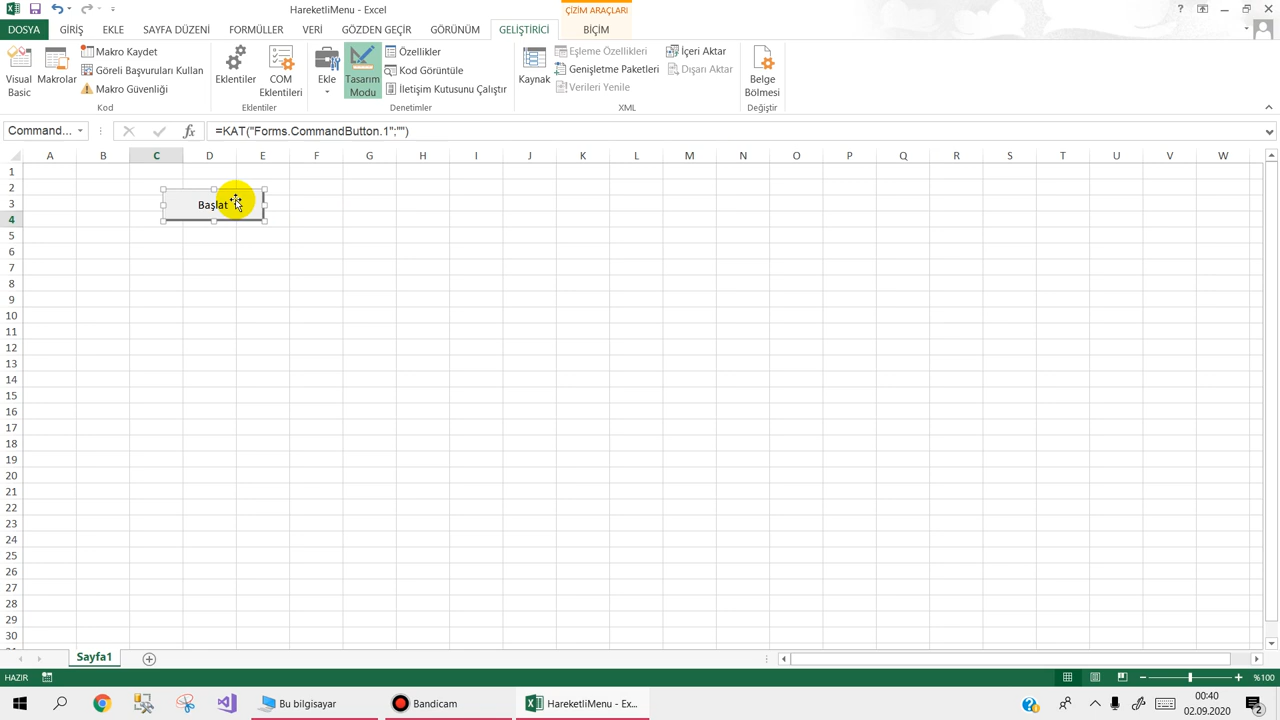 HareketliMenu - Excel
ÇİZİM ARAÇLARI
DOSYA GİRİŞ EKLE SAYFA DÜZENİ FORMÜLLER VERİ GÖZDEN GEÇİR GÖRÜNÜM GELİŞTİRİCİ BİÇİM
Visual Basic
Makrolar
Makro Kaydet
Göreli Başvuruları Kullan
Makro Güvenliği
Kod
Eklentiler
COM Eklentileri
Eklentiler
Ekle
Tasarım Modu
Özellikler
Kod Görüntüle
İletişim Kutusunu Çalıştır
Denetimler
Kaynak
Eşleme Özellikleri
Genişletme Paketleri
Verileri Yenile
İçeri Aktar
Dışarı Aktar
XML
Belge Bölmesi
Değiştir
Command...
fx
=KAT("Forms.CommandButton.1";"")
A B C D E F G H I J K L M N O P Q R S T U V W
1
2
3
4
5
6
7
8
9
10
11
12
13
14
15
16
17
18
19
20
21
22
23
24
25
26
27
28
29
30
Başlat
Sayfa1
HAZIR
%100
Bu bilgisayar
Bandicam
HareketliMenu - Ex...
00:40
02.09.2020
2